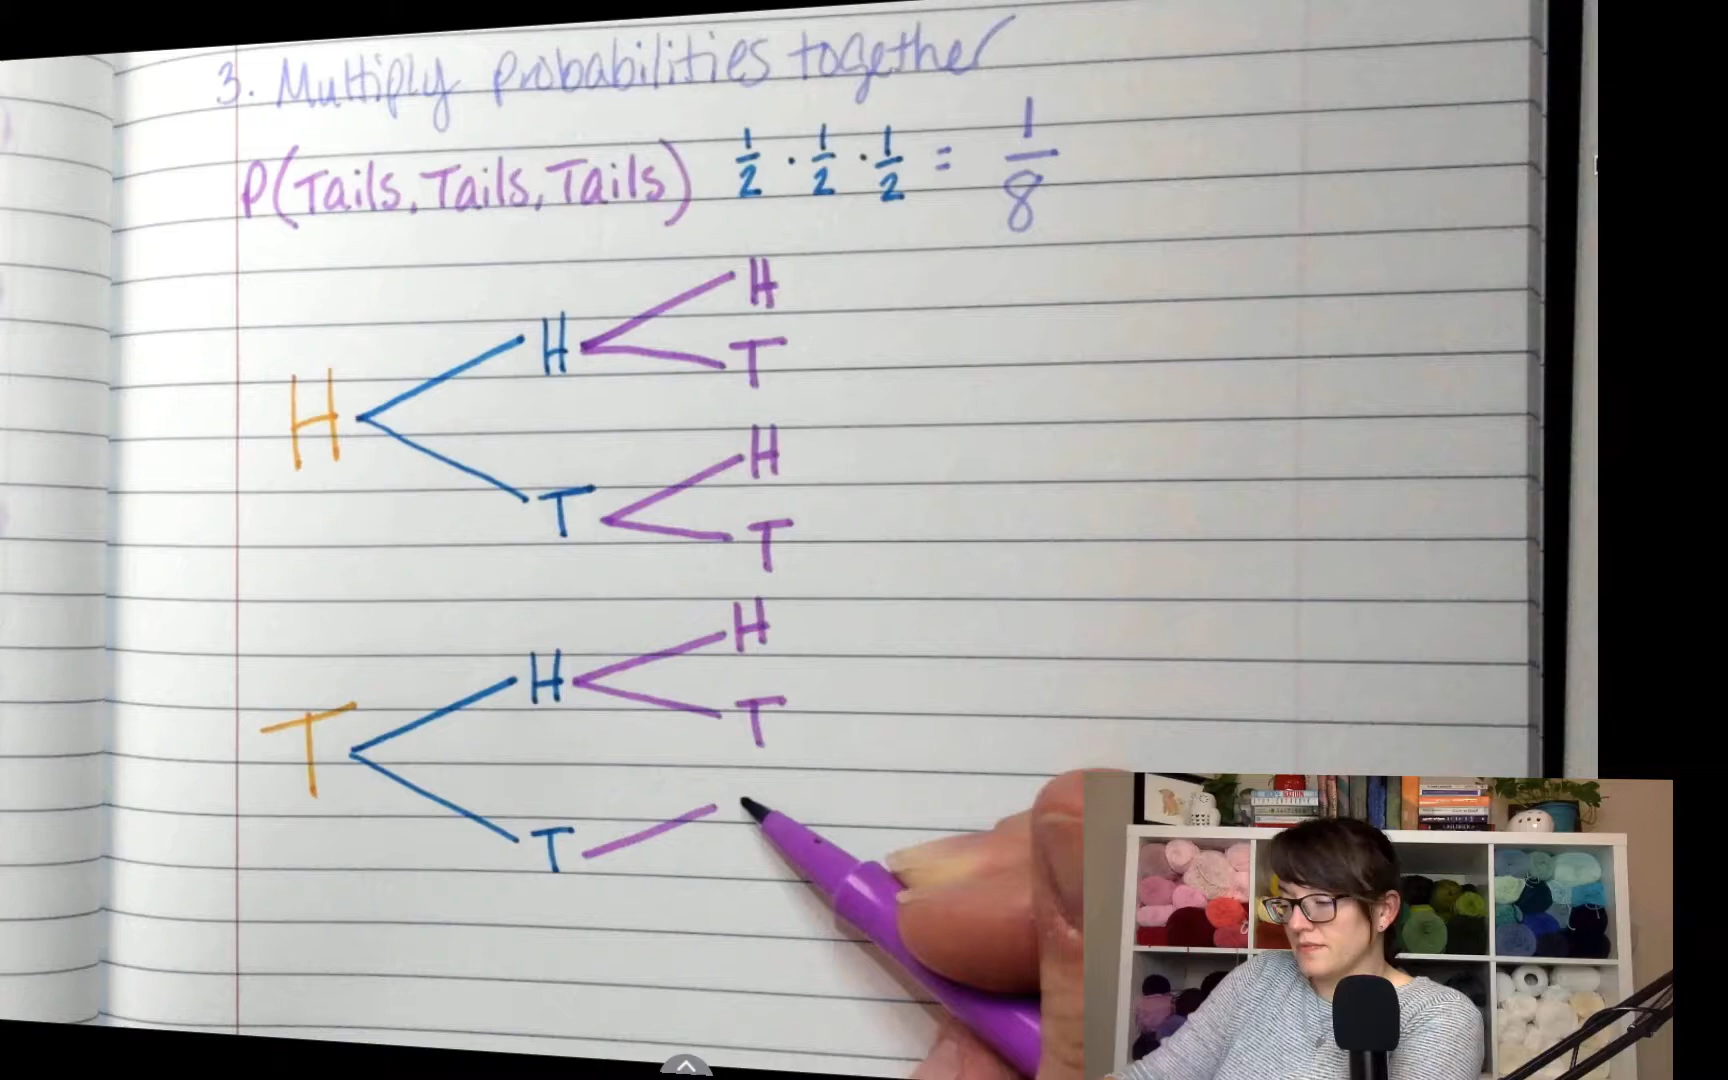 3. Multiply probabilities together
P(Tails, Tails, Tails) 1/2 · 1/2 · 1/2 = 1/8
H
H
T
H
H
T
T
H
H
T
T
T